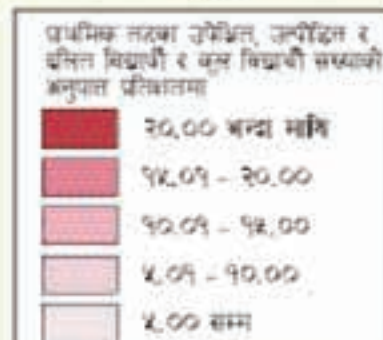 प्राथमिक तहका उपेक्षित, उत्पीडित र
दलित विद्यार्थी र कूल विद्यार्थी संख्याको
अनुपात प्रतिशतमा
२०.०० भन्दा माथि
१५.०१ - २०.००
१०.०१ - १५.००
५.०१ - १०.००
५.०० सम्म